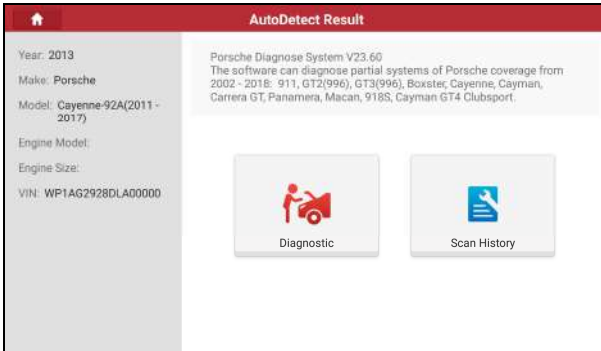 AutoDetect Result
Year: 2013
Make: Porsche
Model: Cayenne-92A(2011 -
2017)
Engine Model:
Engine Size:
VIN: WP1AG2928DLA00000
Porsche Diagnose System V23.60
The software can diagnose partial systems of Porsche coverage from
2002 - 2018: 911, GT2(996), GT3(996), Boxster, Cayenne, Cayman,
Carrera GT, Panamera, Macan, 918S, Cayman GT4 Clubsport.
Diagnostic
Scan History